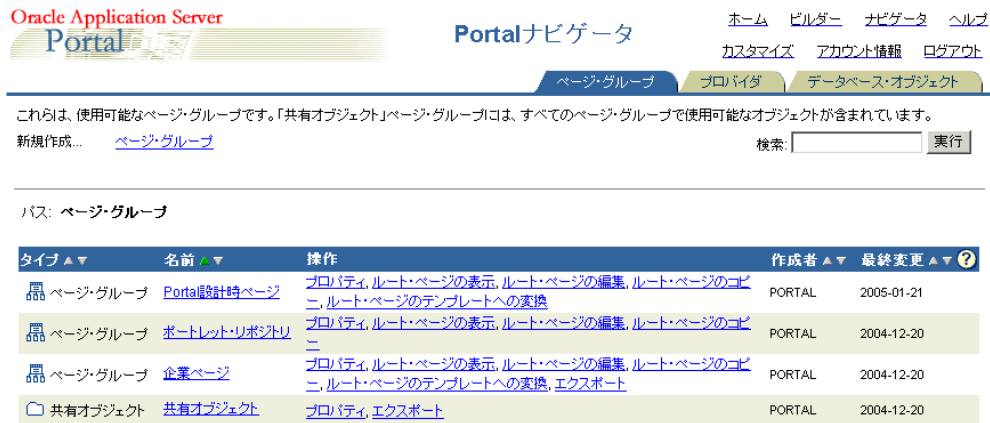 Oracle Application Server
Portal
Portalナビゲータ
ホーム ビルダー ナビゲータ ヘルプ
カスタマイズ アカウント情報 ログアウト
ページ・グループ プロバイダ データベース・オブジェクト
これらは、使用可能なページ・グループです。「共有オブジェクト」ページ・グループには、すべてのページ・グループで使用可能なオブジェクトが含まれています。
新規作成... ページ・グループ 検索: 実行
パス: ページ・グループ
タイプ 名前 操作 作成者 最終変更 ?
ページ・グループ Portal設計時ページ プロパティ, ルート・ページの表示, ルート・ページの編集, ルート・ページのコピ
ー, ルート・ページのテンプレートへの変換 PORTAL 2005-01-21
ページ・グループ ポートレット・リポジトリ プロパティ, ルート・ページの表示, ルート・ページの編集, ルート・ページのコピ
ー PORTAL 2004-12-20
ページ・グループ 企業ページ プロパティ, ルート・ページの表示, ルート・ページの編集, ルート・ページのコピ
ー, ルート・ページのテンプレートへの変換, エクスポート PORTAL 2004-12-20
共有オブジェクト 共有オブジェクト プロパティ, エクスポート PORTAL 2004-12-20